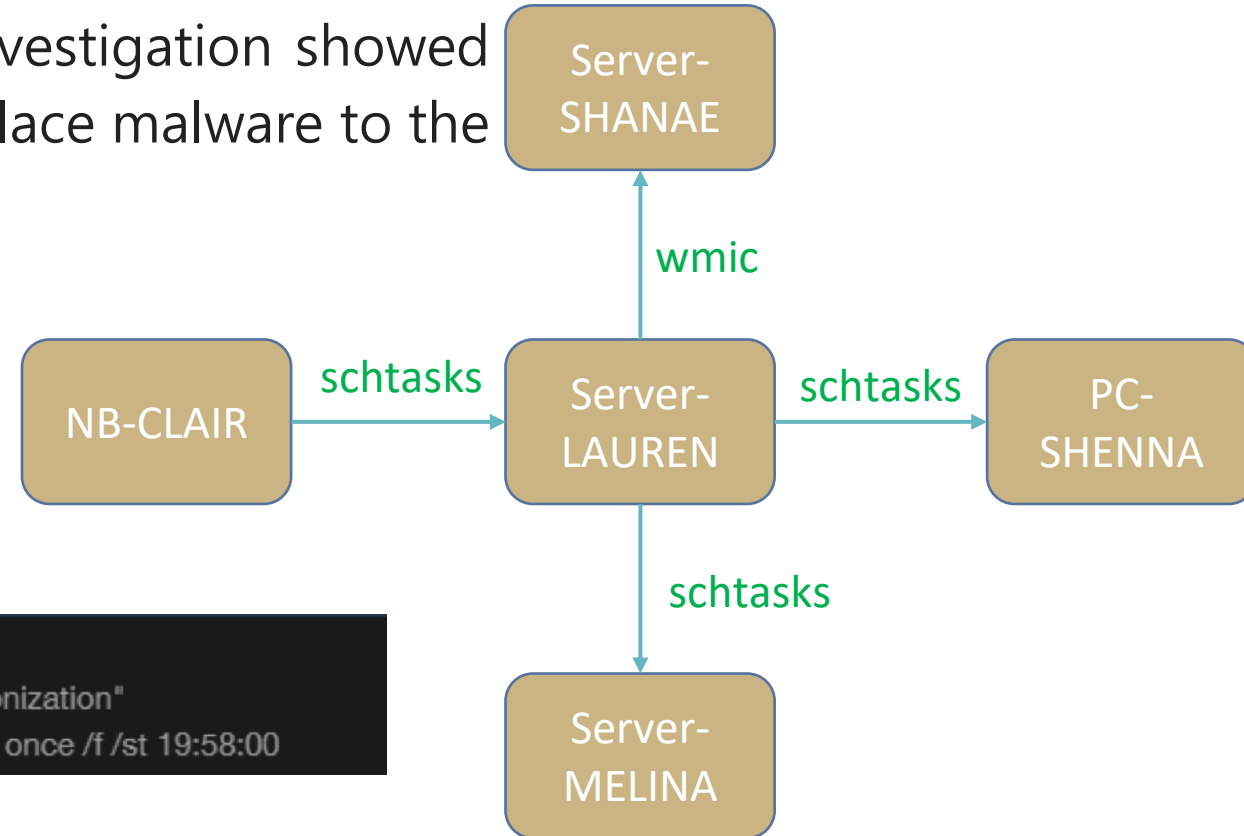 vestigation showed
lace malware to the
Server-
SHANAE
wmic
NB-CLAIR
schtasks
Server-
LAUREN
schtasks
PC-
SHENNA
schtasks
Server-
MELINA
onization"
once /f /st 19:58:00